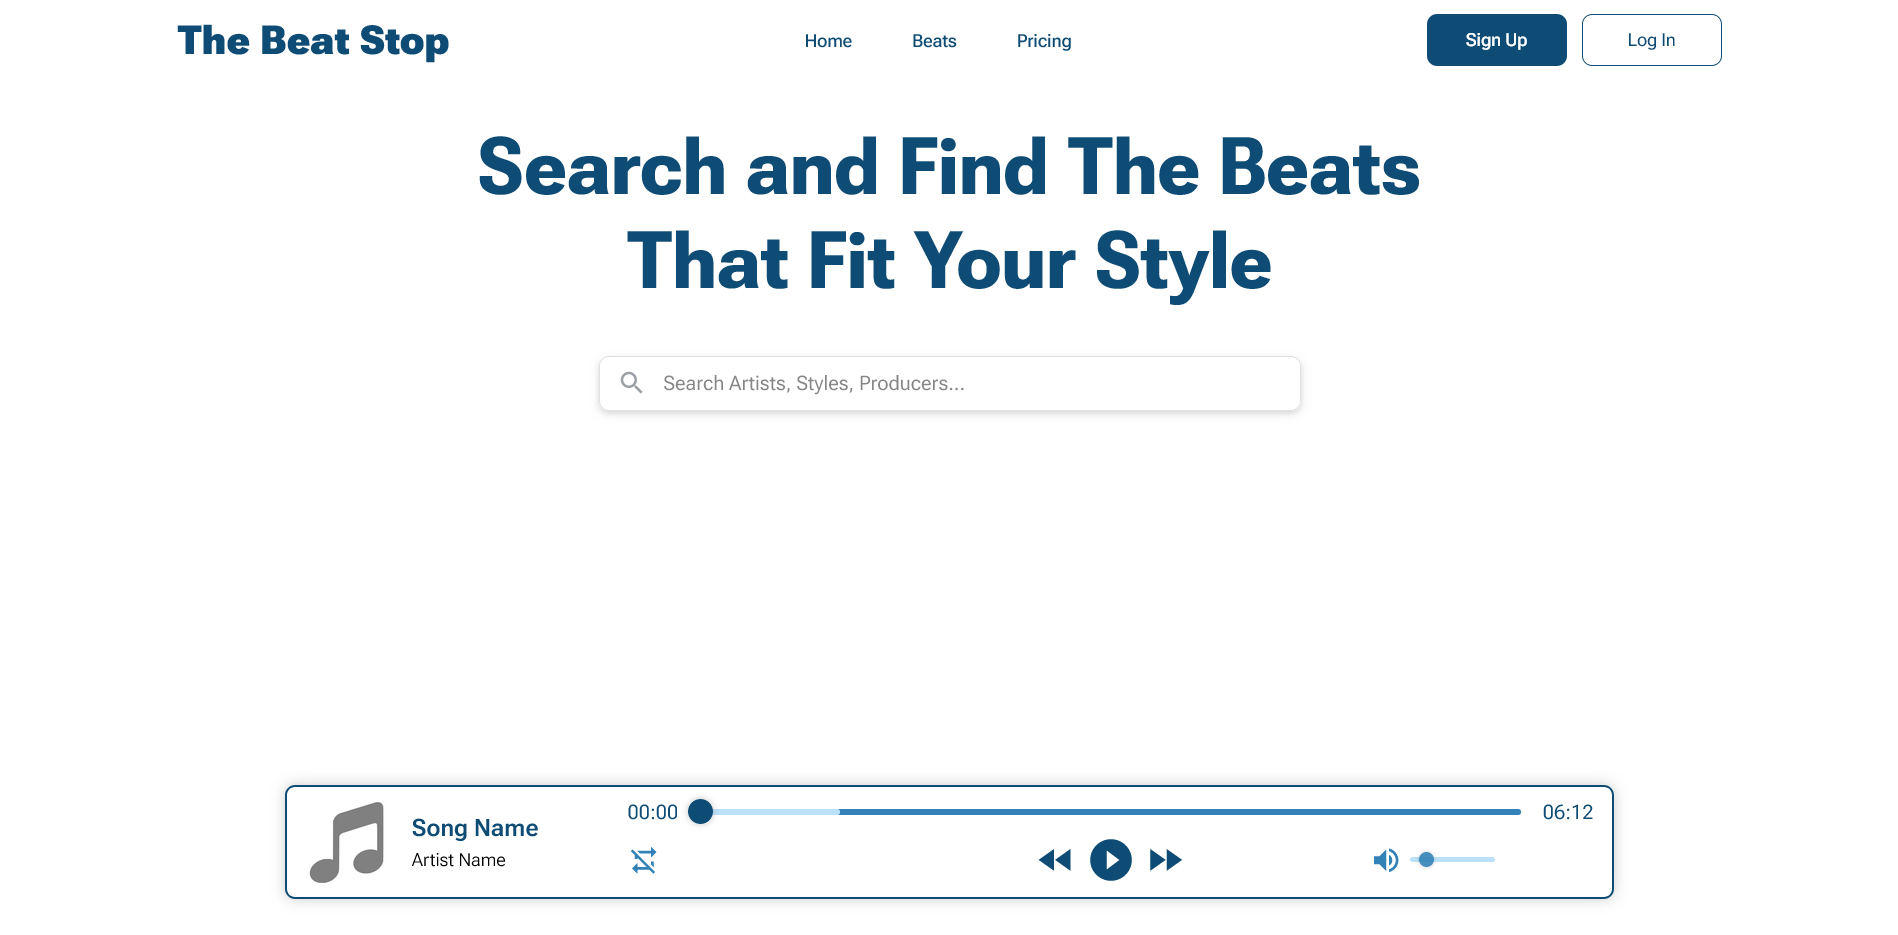 The Beat Stop
Home
Beats
Pricing
Sign Up
Log In
Search and Find The Beats
That Fit Your Style
Search Artists, Styles, Producers...
Song Name
Artist Name
00:00
06:12